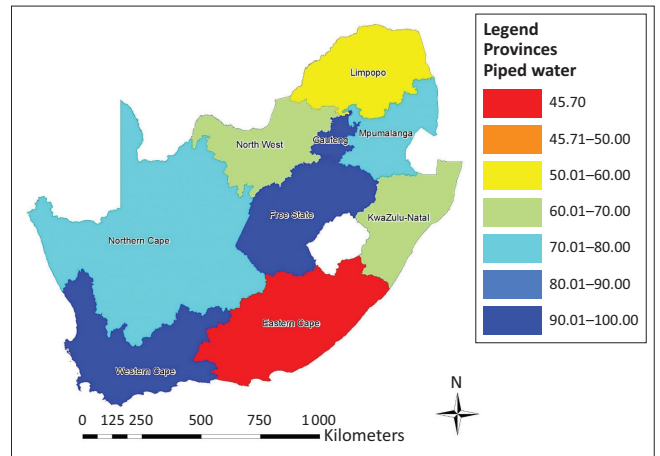 Legend
Provinces
Piped water
45.70
45.71–50.00
50.01–60.00
60.01–70.00
70.01–80.00
80.01–90.00
90.01–100.00
Limpopo
Mpumalanga
Gauteng
North West
Free State
KwaZulu-Natal
Northern Cape
Eastern Cape
Western Cape
N
0 125 250 500 750 1000
Kilometers